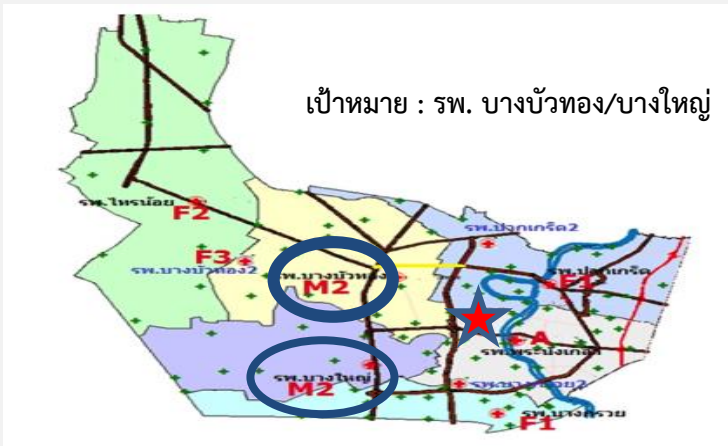 เป้าหมาย : รพ. บางบัวทอง/บางใหญ่
รพ.ไทรน้อย
F2
รพ.ปากเกร็ด2
F3
รพ.บางบัวทอง2
รพ.บางบัวทอง
M2
รพ.ปากเกร็ด
F1
A
รพ.พระนั่งเกล้า
รพ.บางใหญ่
M2
รพ.บางกรวย
F1